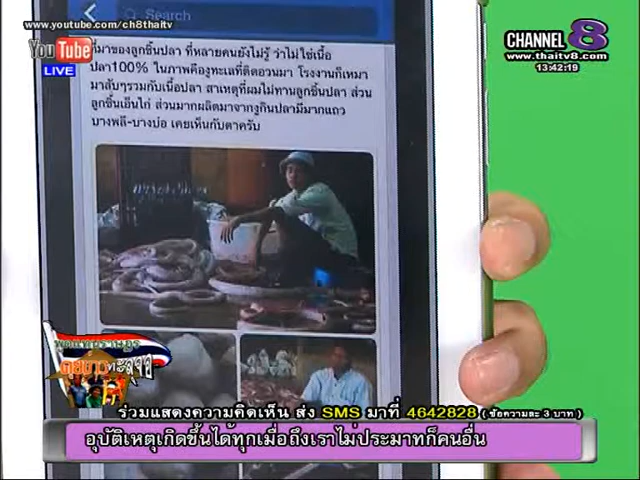 www.youtube.com/ch8thaitv
Search
YouTube
LIVE
CHANNEL 8
www.thaitv8.com
13:42:19
ที่มาของลูกชิ้นปลา ที่หลายคนยังไม่รู้ ว่าไม่ใช่เนื้อ
ปลา100% ในภาพคืองูทะเลที่ติดอวนมา โรงงานก็เหมา
มาสับๆรวมกับเนื้อปลา สาเหตุที่ผมไม่ทานลูกชิ้นปลา ส่วน
ลูกชิ้นเอ็นไก่ ส่วนมากผลิตมาจากงูกินปลามีมากแถว
บางพลี-บางบ่อ เคยเห็นกับตาครับ
คุยข่าวทะลุจอ
ร่วมแสดงความคิดเห็น ส่ง SMS มาที่ 4642828 ( ข้อความละ 3 บาท )
อุบัติเหตุเกิดขึ้นได้ทุกเมื่อถึงเราไม่ประมาทก็คนอื่น